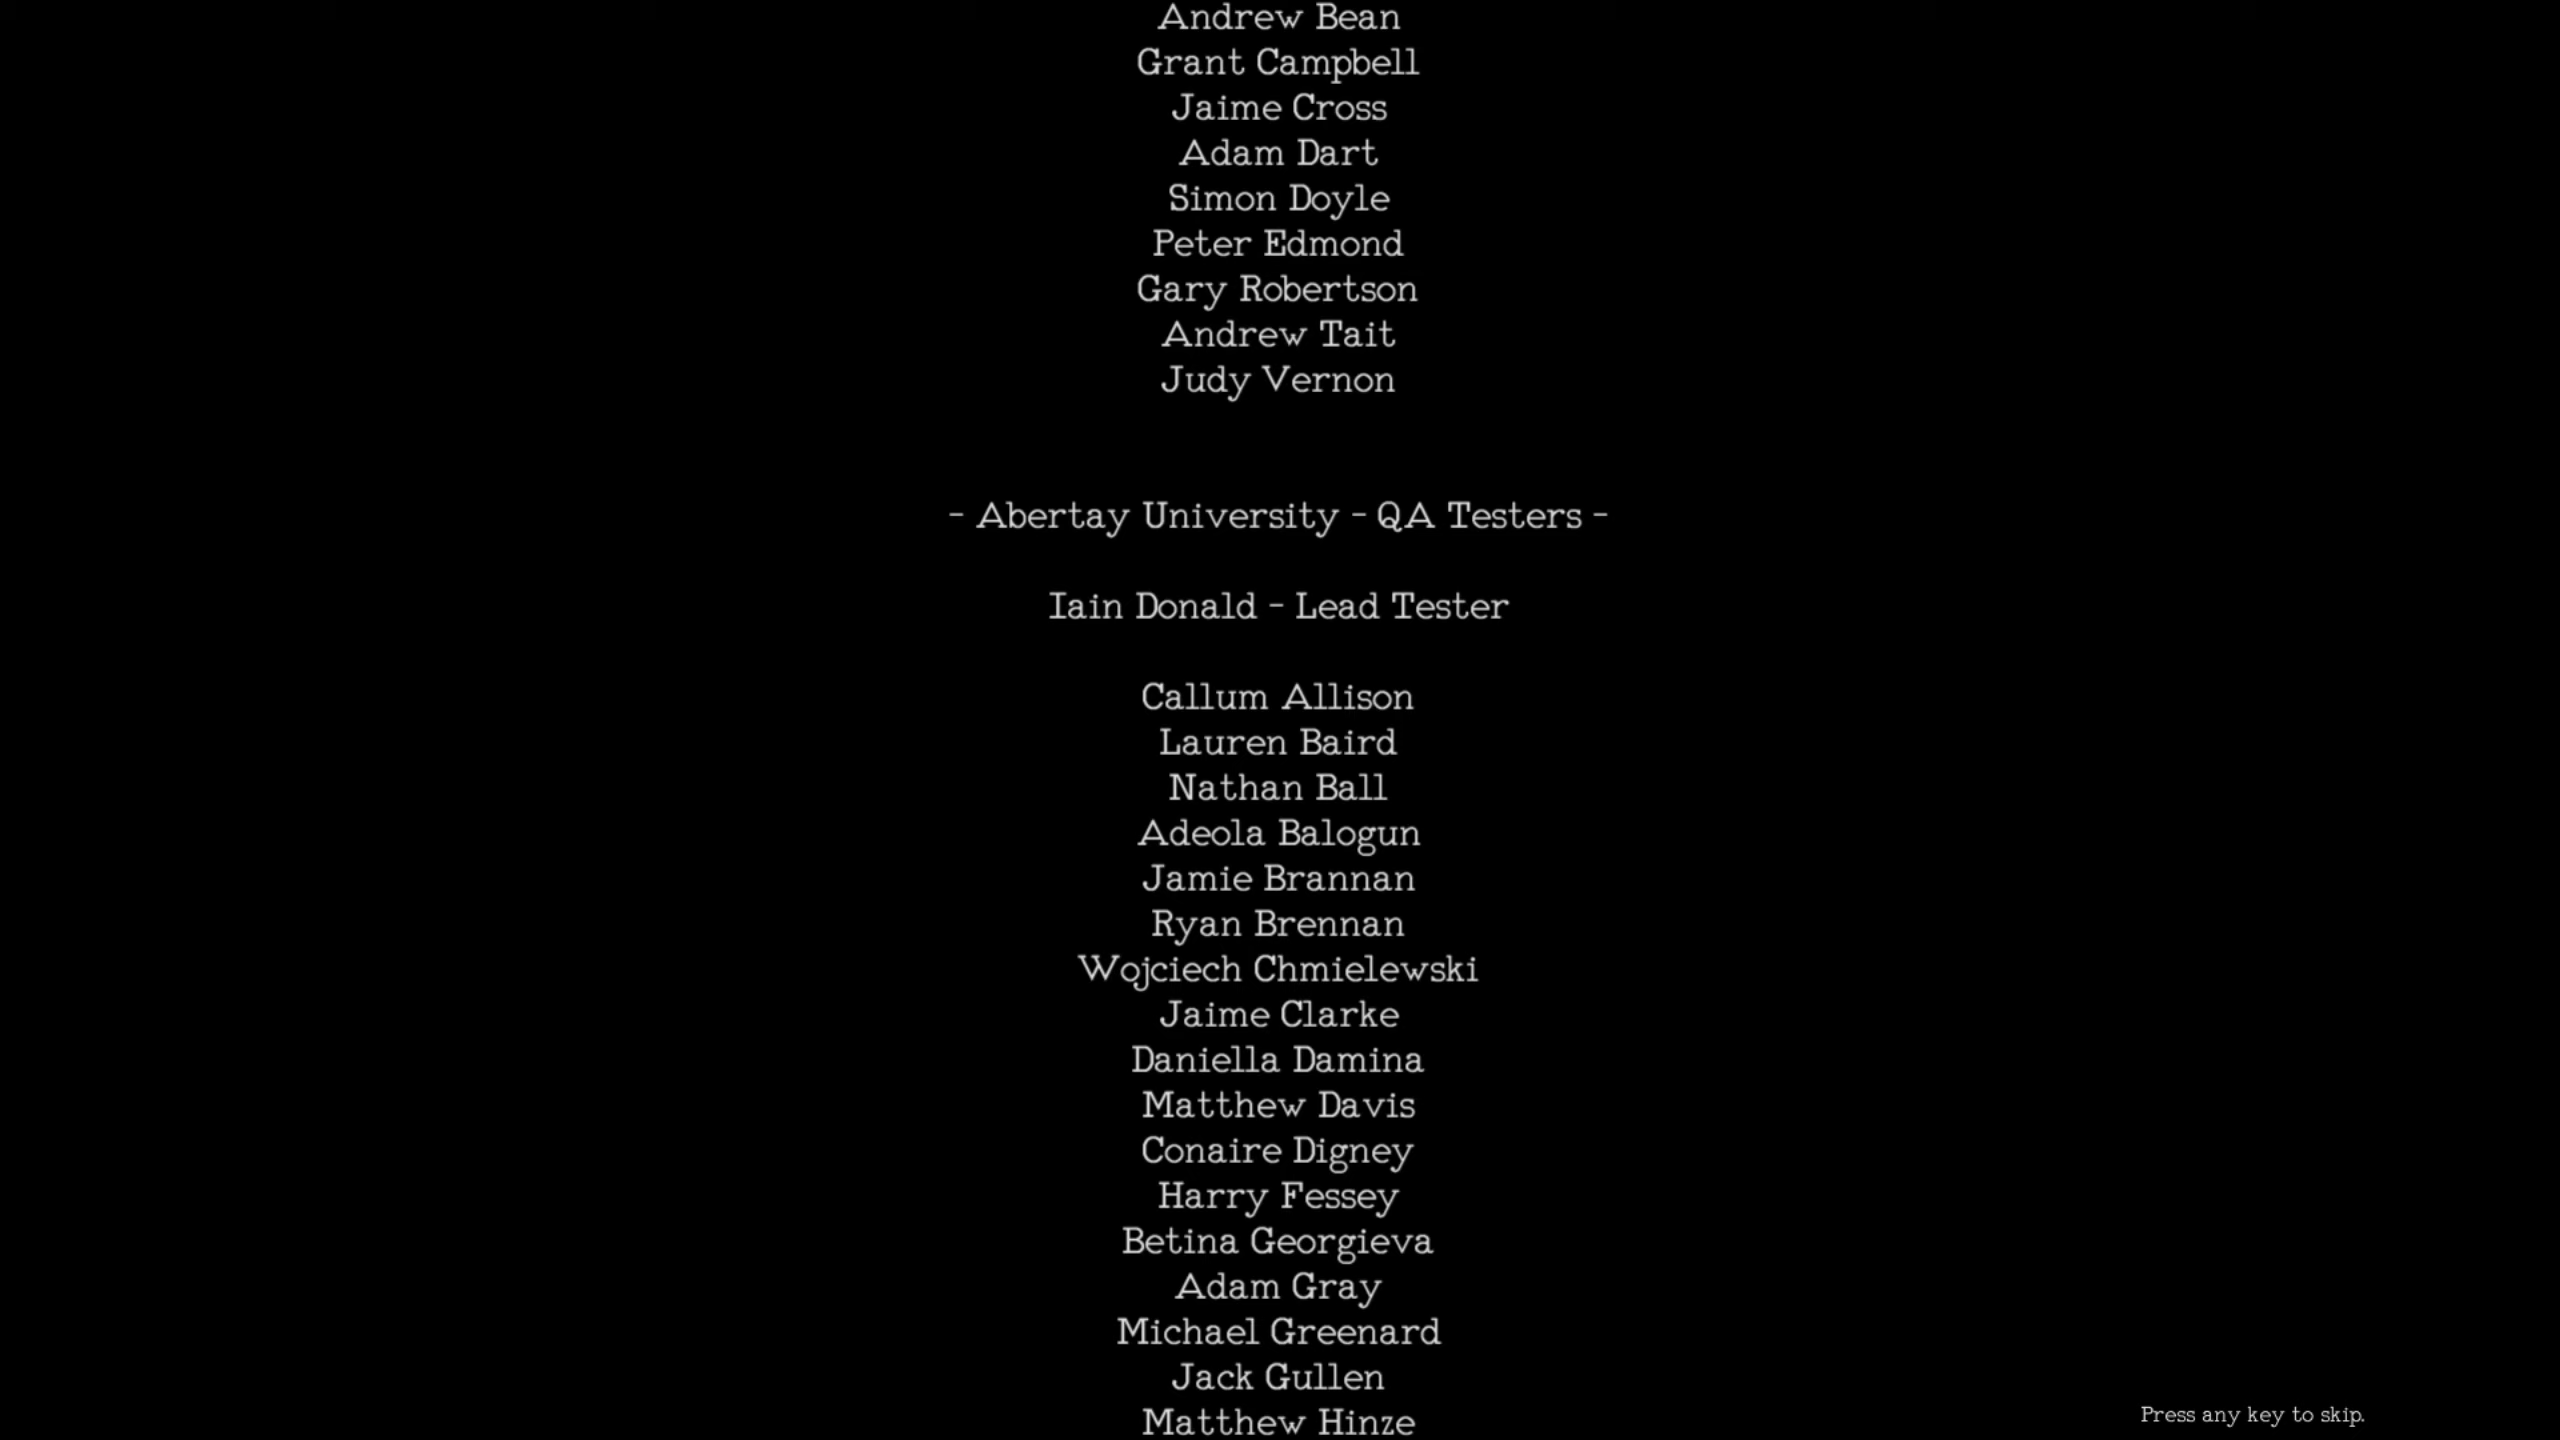 Andrew Bean
Grant Campbell
Jaime Cross
Adam Dart
Simon Doyle
Peter Edmond
Gary Robertson
Andrew Tait
Judy Vernon
- Abertay University - QA Testers -
Iain Donald - Lead Tester
Callum Allison
Lauren Baird
Nathan Ball
Adeola Balogun
Jamie Brannan
Ryan Brennan
Wojciech Chmielewski
Jaime Clarke
Daniella Damina
Matthew Davis
Conaire Digney
Harry Fessey
Betina Georgieva
Adam Gray
Michael Greenard
Jack Gullen
Matthew Hinze
Press any key to skip.